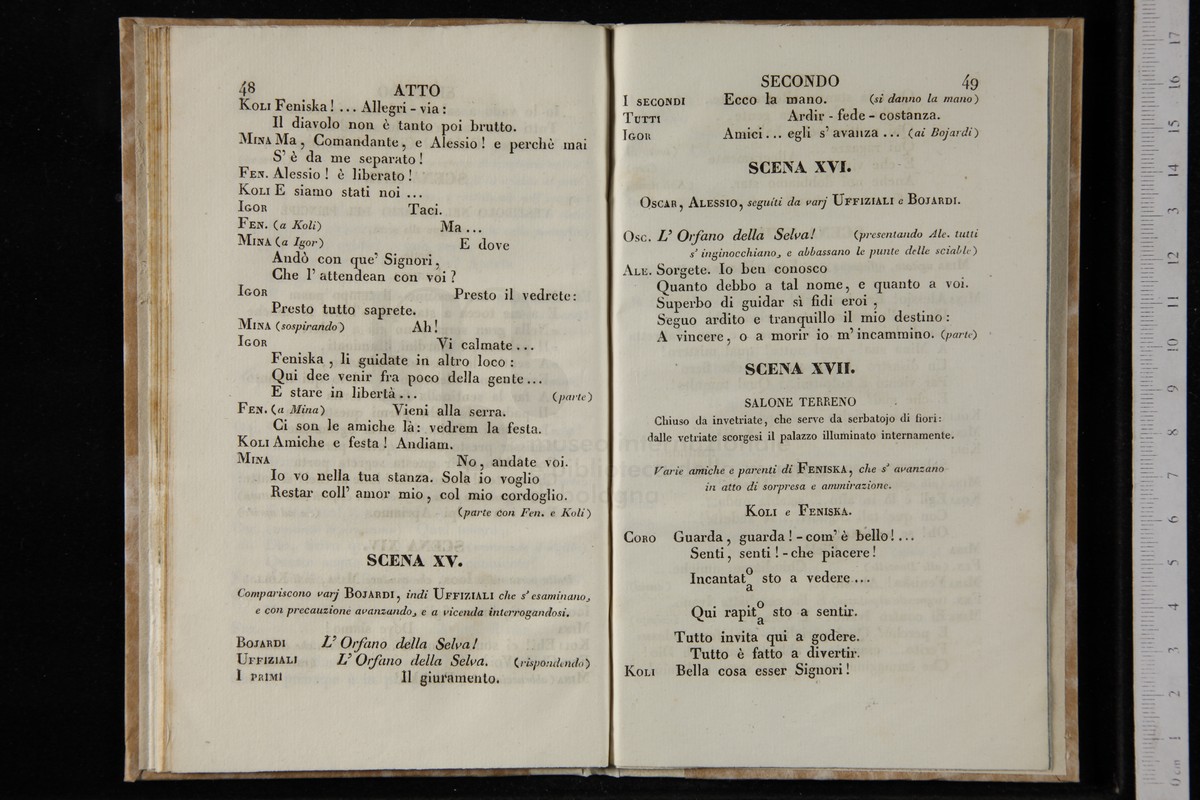 48 ATTO
KOLI Feniska! ... Allegri - via:
Il diavolo non è tanto poi brutto.
MINA Ma, Comandante, e Alessio! e perchè mai
S' è da me separato!
FEN. Alessio! è liberato!
KOLI E siamo stati noi ...
IGOR Taci.
FEN. (a Koli) Ma ...
MINA (a Igor) E dove
Andò con que' Signori,
Che l' attendean con voi?
IGOR Presto il vedrete:
Presto tutto saprete.
MINA (sospirando) Ah!
IGOR Vi calmate ...
Feniska, li guidate in altro loco:
Qui dee venir fra poco della gente ...
E stare in libertà ... (parte)
FEN. (a Mina) Vieni alla serra.
Ci son le amiche là: vedrem la festa.
KOLI Amiche e festa! Andiam.
MINA No, andate voi.
Io vo nella tua stanza. Sola io voglio
Restar coll' amor mio, col mio cordoglio.
(parte con Fen. e Koli)
SCENA XV.
Compariscono varj BOJARDI, indi UFFIZIALI che s' esaminano,
e con precauzione avanzando, e a vicenda interrogandosi.
BOJARDI L' Orfano della Selva!
UFFIZIALI L' Orfano della Selva. (rispondendo)
I PRIMI Il giuramento.
SECONDO 49
I SECONDI Ecco la mano. (si danno la mano)
TUTTI Ardir - fede - costanza.
IGOR Amici ... egli s' avanza ... (ai Bojardi)
SCENA XVI.
OSCAR, ALESSIO, seguiti da varj UFFIZIALI e BOJARDI.
OSC. L' Orfano della Selva! (presentando Ale. tutti
s' inginocchiano, e abbassano le punte delle sciable)
ALE. Sorgete. Io ben conosco
Quanto debbo a tal nome, e quanto a voi.
Superbo di guidar sì fidi eroi,
Seguo ardito e tranquillo il mio destino:
A vincere, o a morir io m' incammino. (parte)
SCENA XVII.
SALONE TERRENO
Chiuso da invetriate, che serve da serbatojo di fiori:
dalle vetriate scorgesi il palazzo illuminato internamente.
Varie amiche e parenti di FENISKA, che s' avanzano
in atto di sorpresa e ammirazione.
KOLI e FENISKA.
CORO Guarda, guarda! - com' è bello! ...
Senti, senti! - che piacere!
Incantat o/a sto a vedere ...
Qui rapit o/a sto a sentir.
Tutto invita qui a godere.
Tutto è fatto a divertir.
KOLI Bella cosa esser Signori!